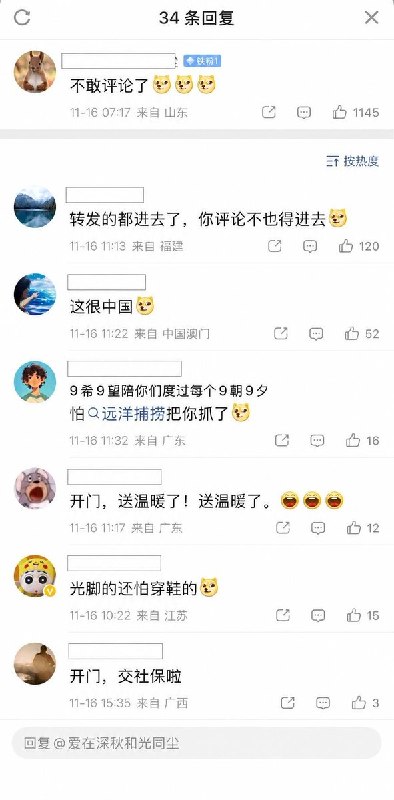 34 条回复
铁粉1
不敢评论了
11-16 07:17 来自 山东
1145
按热度
转发的都进去了，你评论不也得进去
11-16 11:13 来自 福建
120
这很中国
11-16 11:22 来自 中国澳门
52
9希9望陪你们度过每个9朝9夕
怕远洋捕捞把你抓了
11-16 11:32 来自 广东
16
开门，送温暖了！送温暖了。
11-16 11:17 来自 广东
12
光脚的还怕穿鞋的
11-16 10:22 来自 江苏
15
开门，交社保啦
11-16 15:35 来自 广西
3
回复@爱在深秋和光同尘